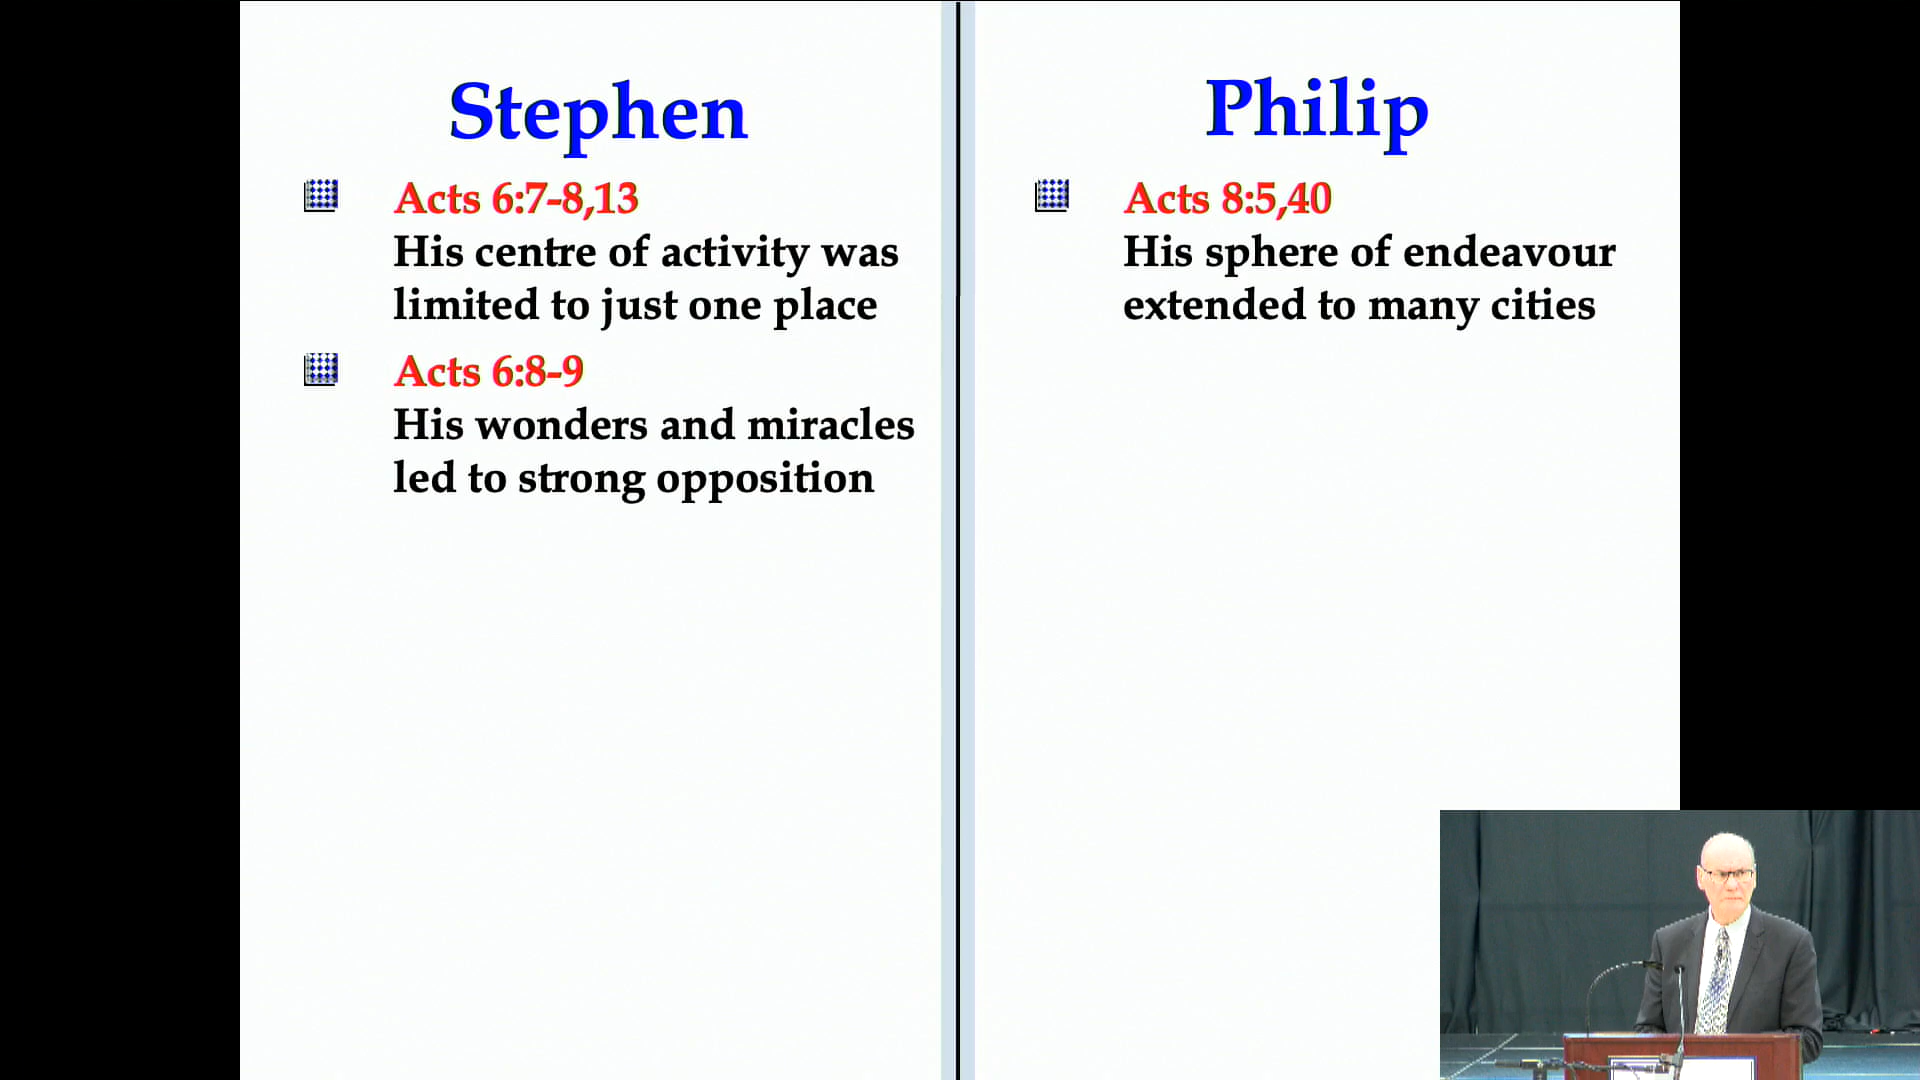 Stephen
Acts 6:7-8,13
His centre of activity was
limited to just one place
Acts 6:8-9
His wonders and miracles
led to strong opposition
Philip
Acts 8:5,40
His sphere of endeavour
extended to many cities